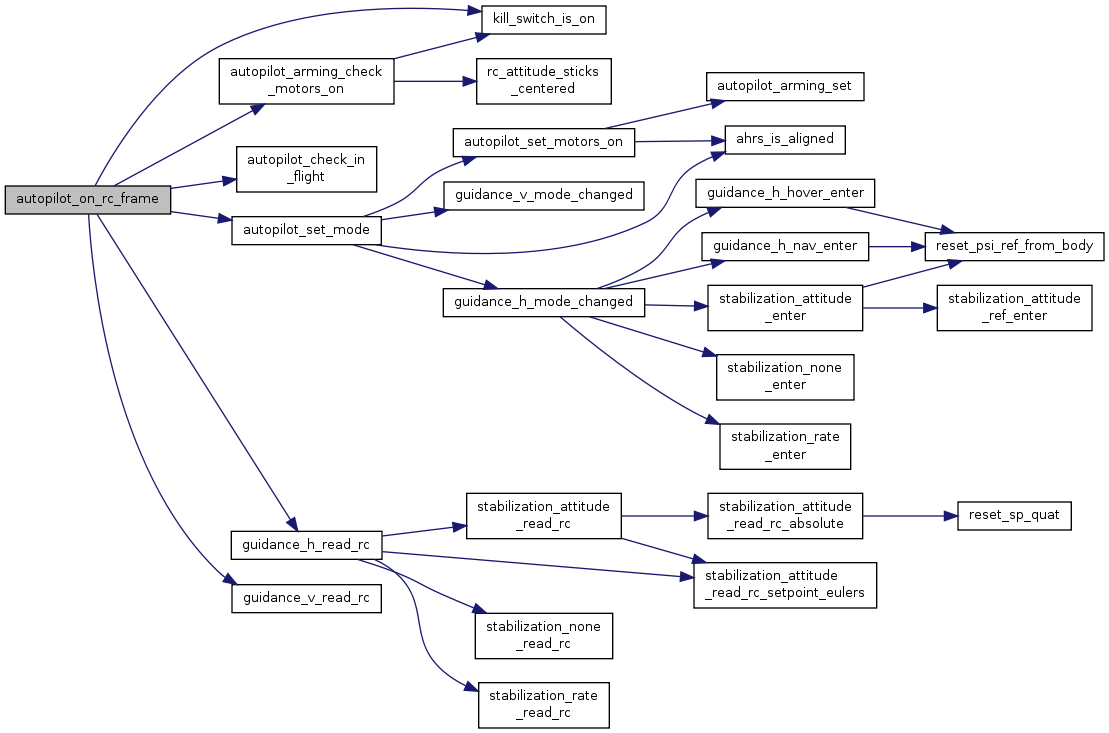 kill_switch_is_on
autopilot_arming_check
_motors_on
rc_attitude_sticks
_centered
autopilot_arming_set
autopilot_set_motors_on
ahrs_is_aligned
autopilot_check_in
_flight
autopilot_on_rc_frame
guidance_v_mode_changed
guidance_h_hover_enter
autopilot_set_mode
guidance_h_nav_enter
reset_psi_ref_from_body
guidance_h_mode_changed
stabilization_attitude
_enter
stabilization_attitude
_ref_enter
stabilization_none
_enter
stabilization_rate
_enter
stabilization_attitude
_read_rc
stabilization_attitude
_read_rc_absolute
reset_sp_quat
guidance_h_read_rc
stabilization_attitude
_read_rc_setpoint_eulers
guidance_v_read_rc
stabilization_none
_read_rc
stabilization_rate
_read_rc